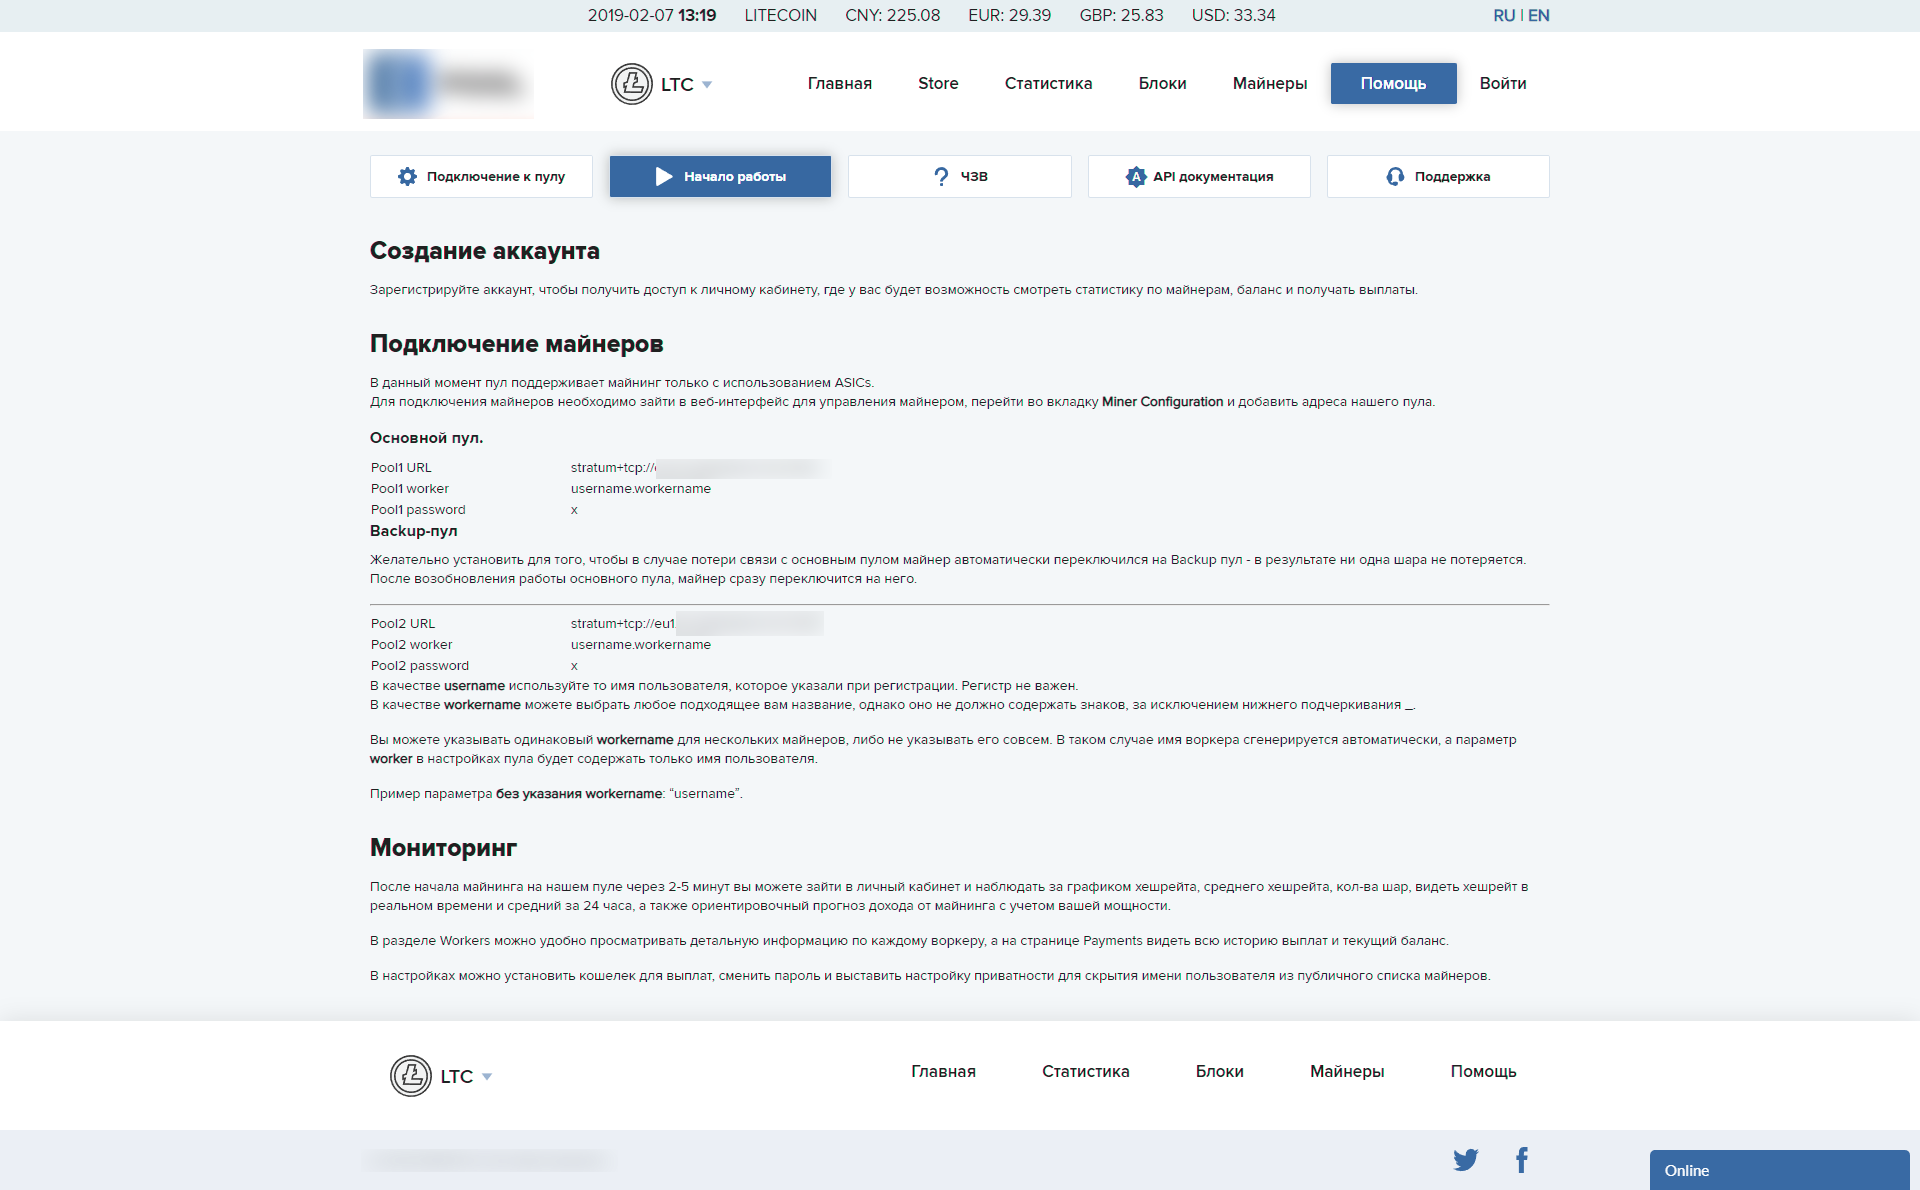 2019-02-07 13:19 LITECOIN CNY: 225.08 EUR: 29.39 GBP: 25.83 USD: 33.34 RU | EN
LTC Главная Store Статистика Блоки Майнеры Помощь Войти
Подключение к пулу Начало работы ? ЧЗВ A API документация Поддержка
Создание аккаунта
Зарегистрируйте аккаунт, чтобы получить доступ к личному кабинету, где у вас будет возможность смотреть статистику по майнерам, баланс и получать выплаты.
Подключение майнеров
В данный момент пул поддерживает майнинг только с использованием ASICs.
Для подключения майнеров необходимо зайти в веб-интерфейс для управления майнером, перейти во вкладку Miner Configuration и добавить адреса нашего пула.
Основной пул.
Pool1 URL stratum+tcp://
Pool1 worker username.workername
Pool1 password x
Backup-пул
Желательно установить для того, чтобы в случае потери связи с основным пулом майнер автоматически переключился на Backup пул - в результате ни одна шара не потеряется.
После возобновления работы основного пула, майнер сразу переключится на него.
Pool2 URL stratum+tcp://eu1.
Pool2 worker username.workername
Pool2 password x
В качестве username используйте то имя пользователя, которое указали при регистрации. Регистр не важен.
В качестве workername можете выбрать любое подходящее вам название, однако оно не должно содержать знаков, за исключением нижнего подчеркивания _.
Вы можете указывать одинаковый workername для нескольких майнеров, либо не указывать его совсем. В таком случае имя воркера сгенерируется автоматически, а параметр
worker в настройках пула будет содержать только имя пользователя.
Пример параметра без указания workername: “username”.
Мониторинг
После начала майнинга на нашем пуле через 2-5 минут вы можете зайти в личный кабинет и наблюдать за графиком хешрейта, среднего хешрейта, кол-ва шар, видеть хешрейт в
реальном времени и средний за 24 часа, а также ориентировочный прогноз дохода от майнинга с учетом вашей мощности.
В разделе Workers можно удобно просматривать детальную информацию по каждому воркеру, а на странице Payments видеть всю историю выплат и текущий баланс.
В настройках можно установить кошелек для выплат, сменить пароль и выставить настройку приватности для скрытия имени пользователя из публичного списка майнеров.
LTC Главная Статистика Блоки Майнеры Помощь
Online